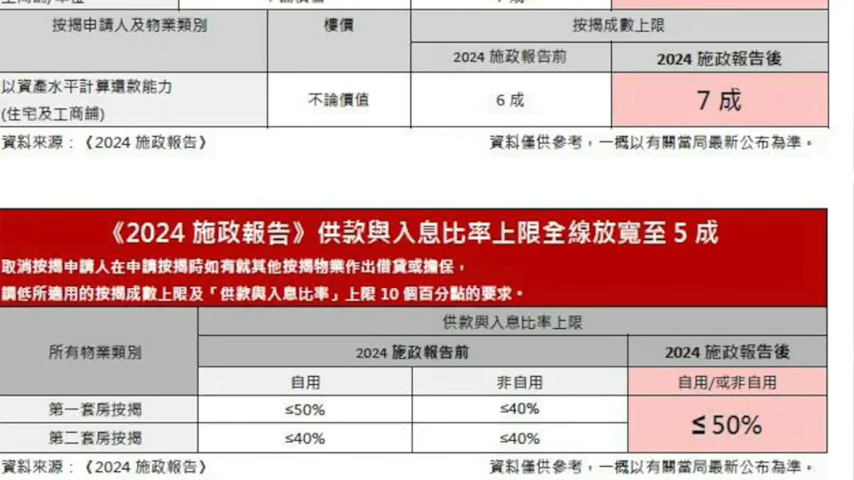 按揭申請人及物業類別 樓價 按揭成數上限
2024 施政報告前 2024 施政報告後
以資產水平計算還款能力
(住宅及工商舖) 不論價值 6 成 7 成
資料來源：《2024 施政報告》 資料僅供參考，一概以有關當局最新公布為準。
《2024 施政報告》供款與入息比率上限全線放寬至 5 成
取消按揭申請人在申請按揭時如有就其他按揭物業作出借貸或擔保，
調低所適用的按揭成數上限及「供款與入息比率」上限 10 個百分點的要求。
所有物業類別 供款與入息比率上限
2024 施政報告前 2024 施政報告後
自用 非自用 自用/或非自用
第一套房按揭 ≤50% ≤40% ≤50%
第二套房按揭 ≤40% ≤40%
資料來源：《2024 施政報告》 資料僅供參考，一概以有關當局最新公布為準。